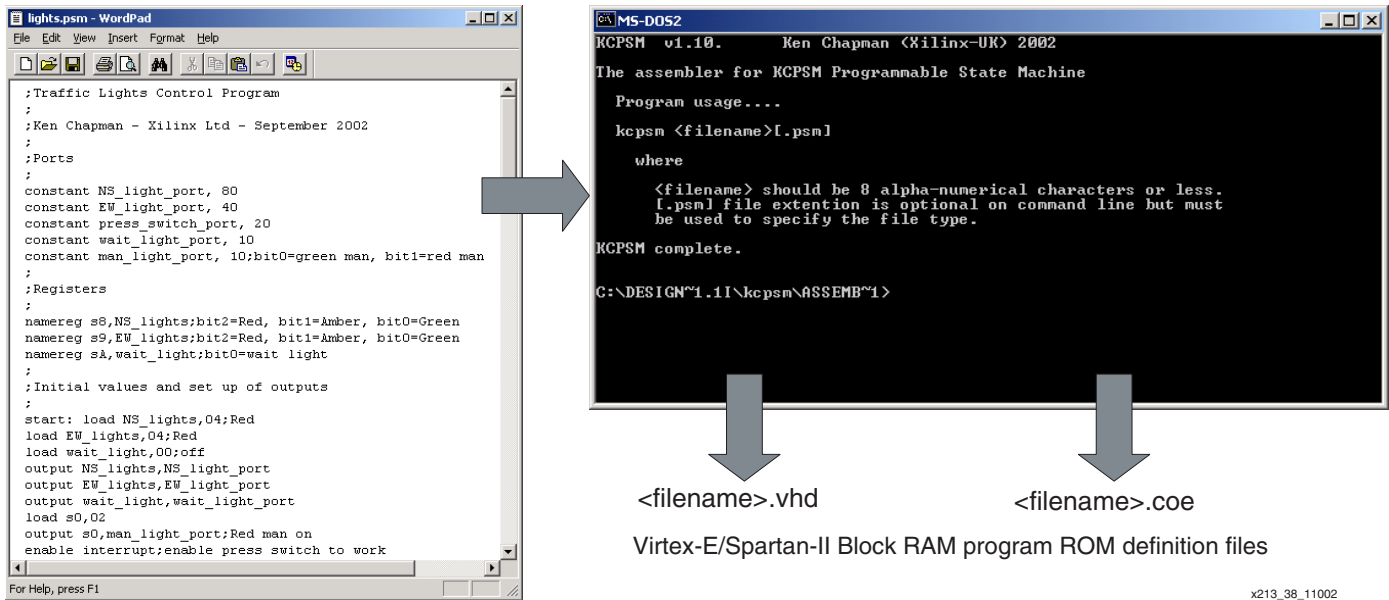 lights.psm - WordPad
File Edit View Insert Format Help
;Traffic Lights Control Program
;
;Ken Chapman - Xilinx Ltd - September 2002
;
;Ports
;
constant NS_light_port, 80
constant EW_light_port, 40
constant press_switch_port, 20
constant wait_light_port, 10
constant man_light_port, 10;bit0=green man, bit1=red man
;
;Registers
;
namereg s8,NS_lights;bit2=Red, bit1=Amber, bit0=Green
namereg s9,EW_lights;bit2=Red, bit1=Amber, bit0=Green
namereg sA,wait_light;bit0=wait light
;
;Initial values and set up of outputs
;
start: load NS_lights,04;Red
load EW_lights,04;Red
load wait_light,00;off
output NS_lights,NS_light_port
output EW_lights,EW_light_port
output wait_light,wait_light_port
load s0,02
output s0,man_light_port;Red man on
enable interrupt;enable press switch to work
For Help, press F1
MS-DOS2
KCPSM v1.10. Ken Chapman (Xilinx-UK) 2002
The assembler for KCPSM Programmable State Machine
Program usage....
kcpsm <filename>[.psm]
where
<filename> should be 8 alpha-numerical characters or less.
[.psm] file extention is optional on command line but must
be used to specify the file type.
KCPSM complete.
C:\DESIGN~1.1I\kcpsm\ASSEMB~1>
<filename>.vhd
<filename>.coe
Virtex-E/Spartan-II Block RAM program ROM definition files
x213_38_11002